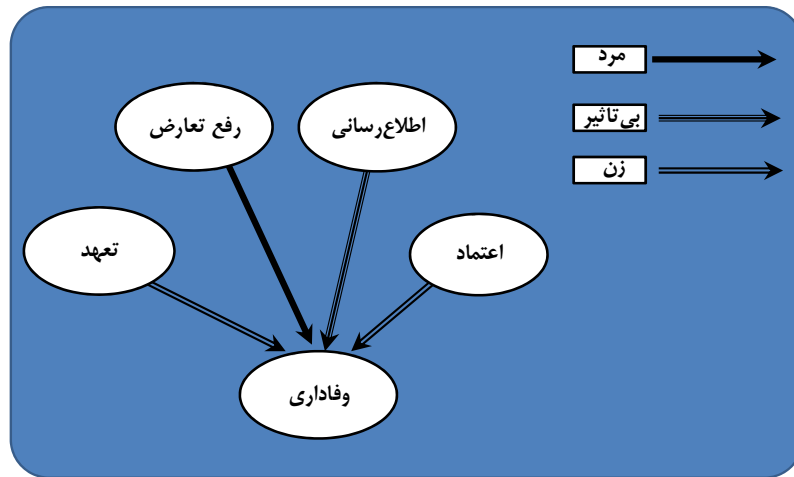 مرد
بی‌تاثیر
زن
اطلاع‌رسانی
رفع تعارض
اعتماد
تعهد
وفاداری